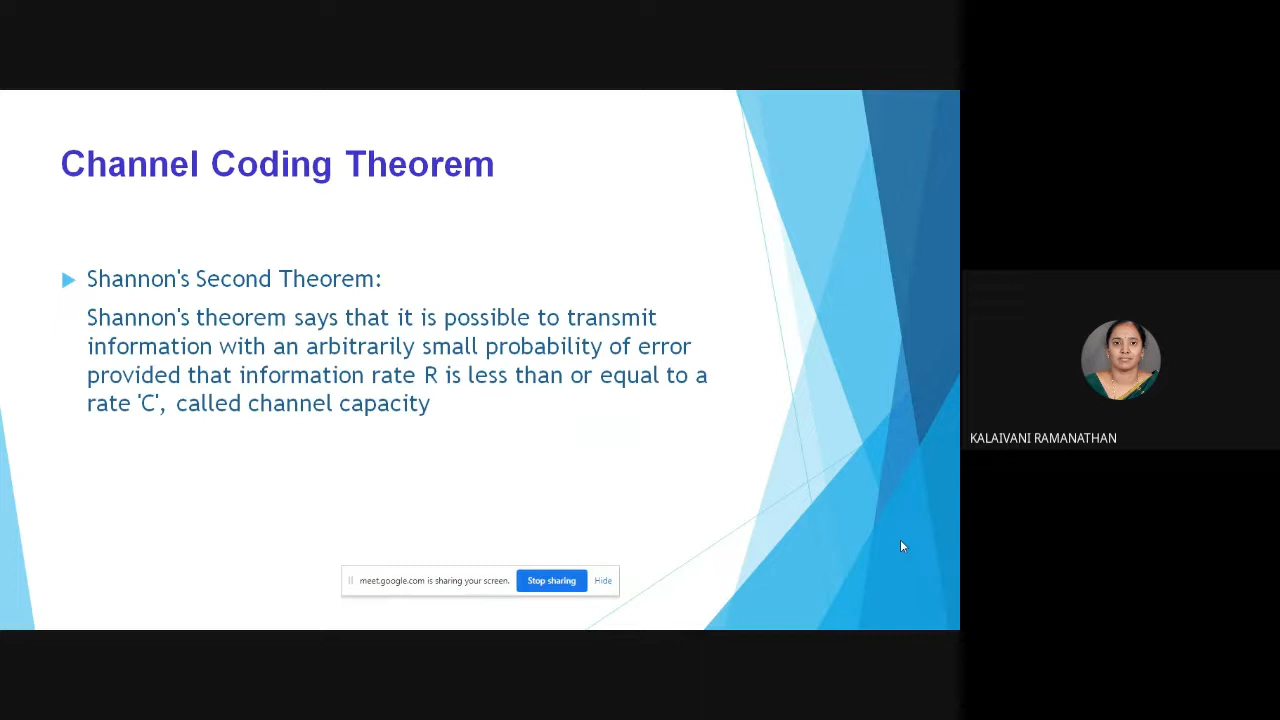 Channel Coding Theorem
Shannon's Second Theorem:
Shannon's theorem says that it is possible to transmit
information with an arbitrarily small probability of error
provided that information rate R is less than or equal to a
rate 'C', called channel capacity
KALAIVANI RAMANATHAN
meet.google.com is sharing your screen. Stop sharing Hide